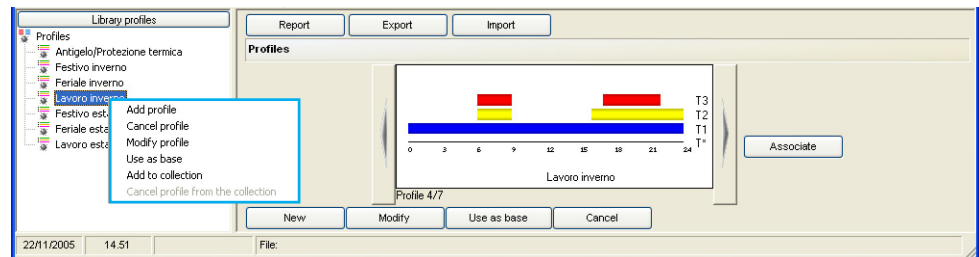 Library profiles
Profiles
Antigelo/Protezione termica
Festivo inverno
Feriale inverno
Lavoro inverno
Festivo esta
Feriale esta
Lavoro esta
Add profile
Cancel profile
Modify profile
Use as base
Add to collection
Cancel profile from the collection
Report Export Import
Profiles
T3
T2
T1
T*
0 3 6 9 12 15 18 21 24
Lavoro inverno
Profile 4/7
Associate
New Modify Use as base Cancel
22/11/2005 14.51 File: